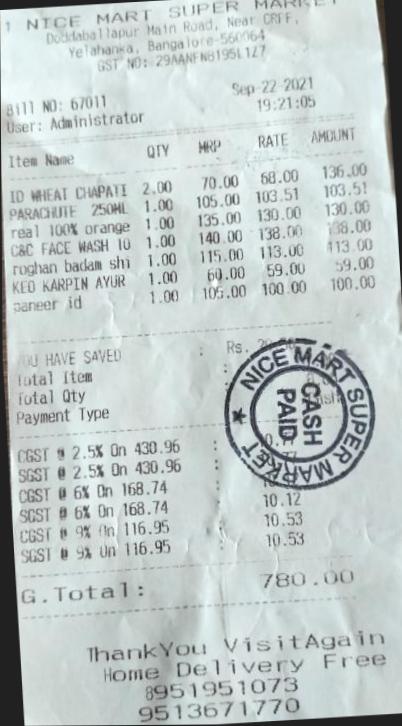 1 NICE MART SUPER MARKET
Doddaballapur Main Road, Near CRFF,
Yelahanka, Bangalore-560064
GST NO: 29AANFN8195L1Z7
Bill NO: 67011 Sep-22-2021
User: Administrator 19:21:05
Item Name QTY MRP RATE AMOUNT
ID WHEAT CHAPATI 2.00 70.00 68.00 136.00
PARACHUTE 250ML 1.00 105.00 103.51 103.51
real 100% orange 1.00 135.00 130.00 130.00
C&C FACE WASH 10 1.00 140.00 138.00 138.00
roghan badam shi 1.00 115.00 113.00 113.00
KEO KARPIN AYUR 1.00 60.00 59.00 59.00
paneer id 1.00 105.00 100.00 100.00
YOU HAVE SAVED : Rs.
Total Item :
Total Qty
Payment Type
NICE MART SUPER MARKET ★
CASH
PAID
CGST @ 2.5% On 430.96 :
SGST @ 2.5% On 430.96 :
CGST @ 6% On 168.74 :
SGST @ 6% On 168.74 : 10.12
CGST @ 9% On 116.95 : 10.53
SGST @ 9% On 116.95 : 10.53
G.Total: 780.00
ThankYou VisitAgain
Home Delivery Free
8951951073
9513671770